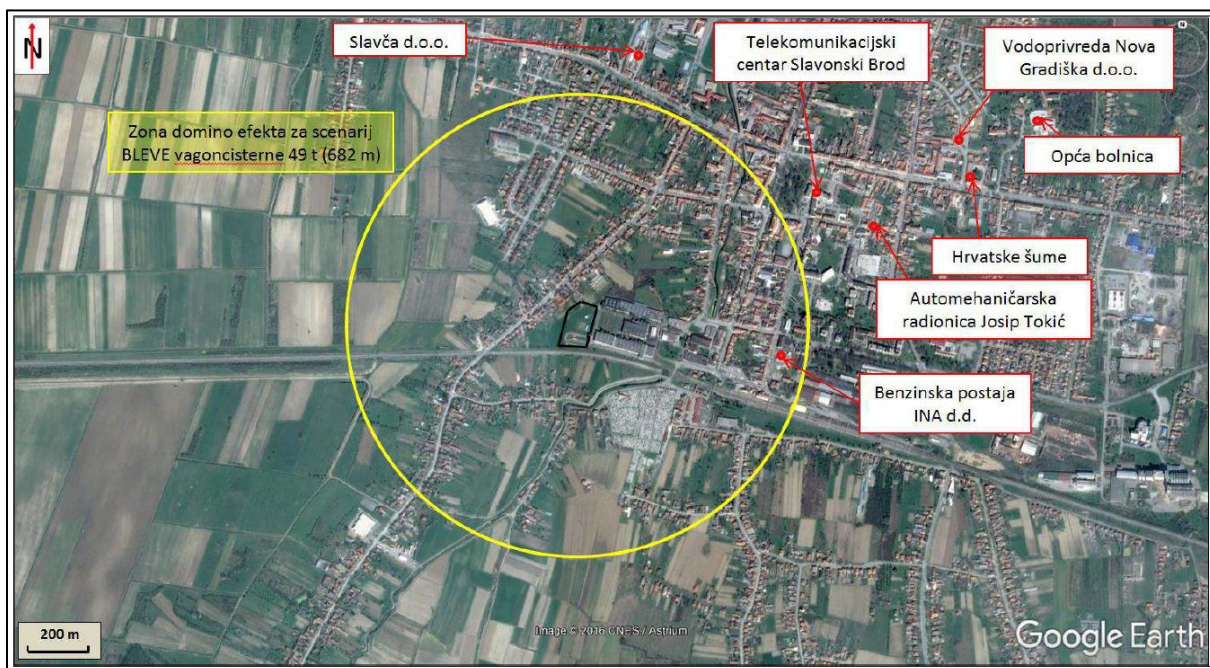 N
Slavča d.o.o.
Telekomunikacijski
centar Slavonski Brod
Vodoprivreda Nova
Gradiška d.o.o.
Zona domino efekta za scenarij
BLEVE vagoncisterne 49 t (682 m)
Opća bolnica
Hrvatske šume
Automehaničarska
radionica Josip Tokić
Benzinska postaja
INA d.d.
200 m
Image © 2016 CNES / Astrium
Google Earth